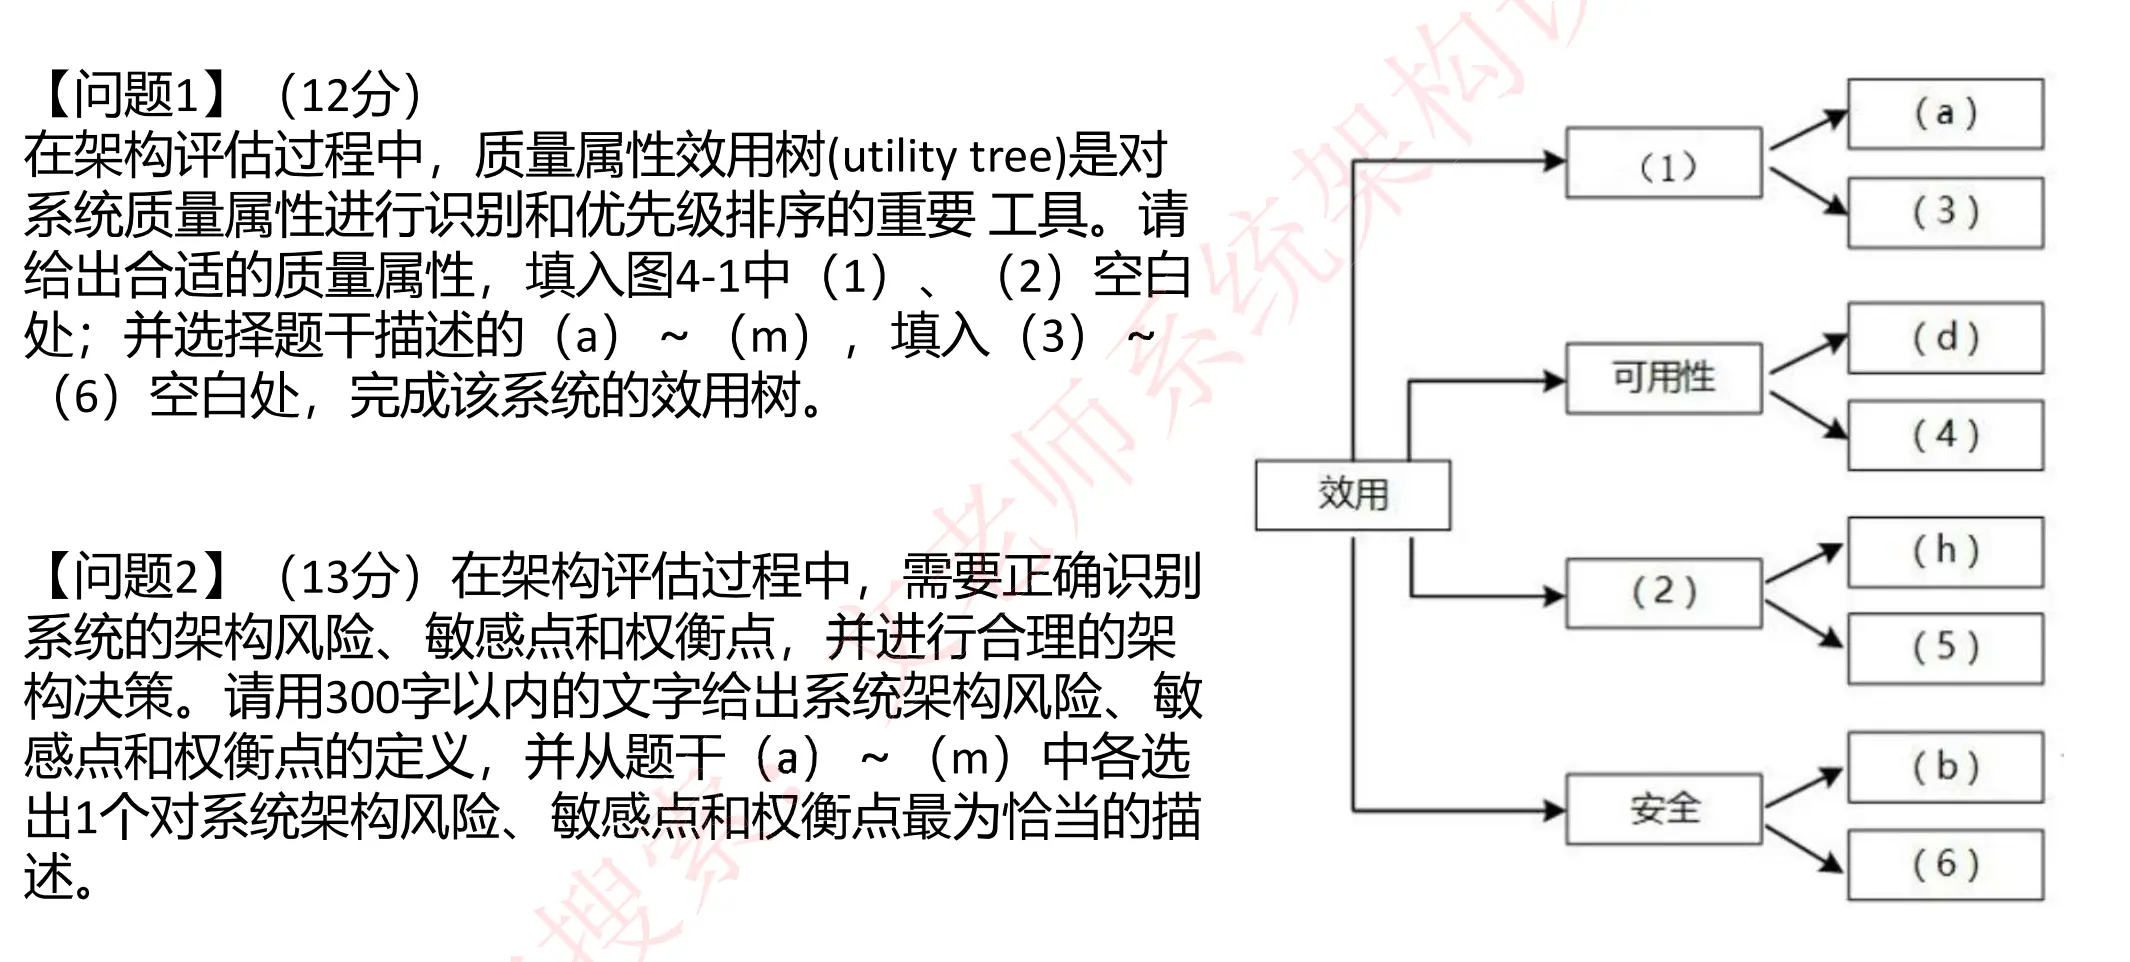 【问题1】（12分）
在架构评估过程中，质量属性效用树(utility tree)是对
系统质量属性进行识别和优先级排序的重要 工具。请
给出合适的质量属性，填入图4-1中（1）、（2）空白
处；并选择题干描述的（a）~（m），填入（3）~
（6）空白处，完成该系统的效用树。
【问题2】（13分）在架构评估过程中，需要正确识别
系统的架构风险、敏感点和权衡点，并进行合理的架
构决策。请用300字以内的文字给出系统架构风险、敏
感点和权衡点的定义，并从题干（a）~（m）中各选
出1个对系统架构风险、敏感点和权衡点最为恰当的描
述。
效用
（1）
（a）
（3）
可用性
（d）
（4）
（2）
（h）
（5）
安全
（b）
（6）
搜索：文老师系统架构